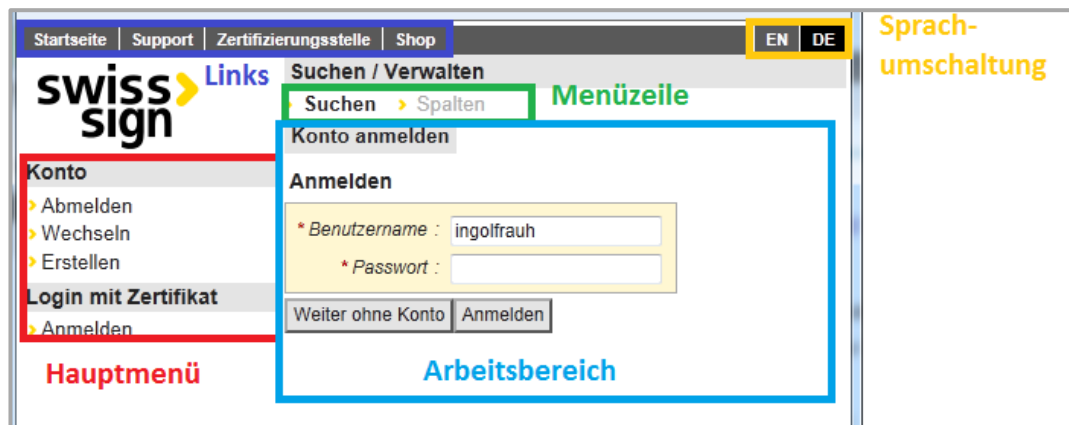 Startseite | Support | Zertifizierungsstelle | Shop
EN DE
Sprach-
umschaltung
swiss
sign
Links
Suchen / Verwalten
Suchen Spalten
Menüzeile
Konto anmelden
Konto
Abmelden
Wechseln
Erstellen
Login mit Zertifikat
Anmelden
Hauptmenü
Anmelden
* Benutzername : ingolfrauh
* Passwort :
Weiter ohne Konto Anmelden
Arbeitsbereich